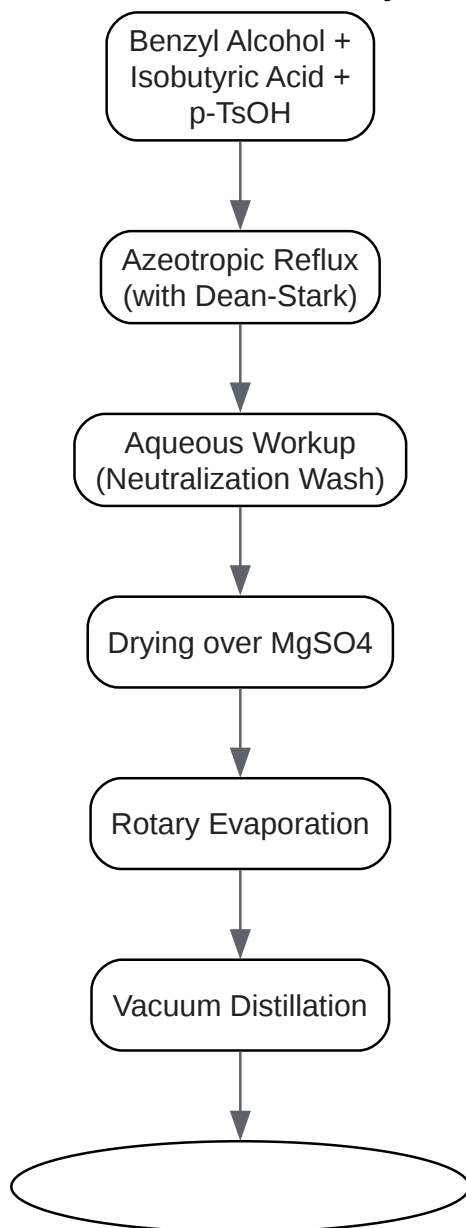 Benzyl Alcohol +
Isobutyric Acid +
p-TsOH
Azeotropic Reflux
(with Dean-Stark)
Aqueous Workup
(Neutralization Wash)
Drying over MgSO4
Rotary Evaporation
Vacuum Distillation